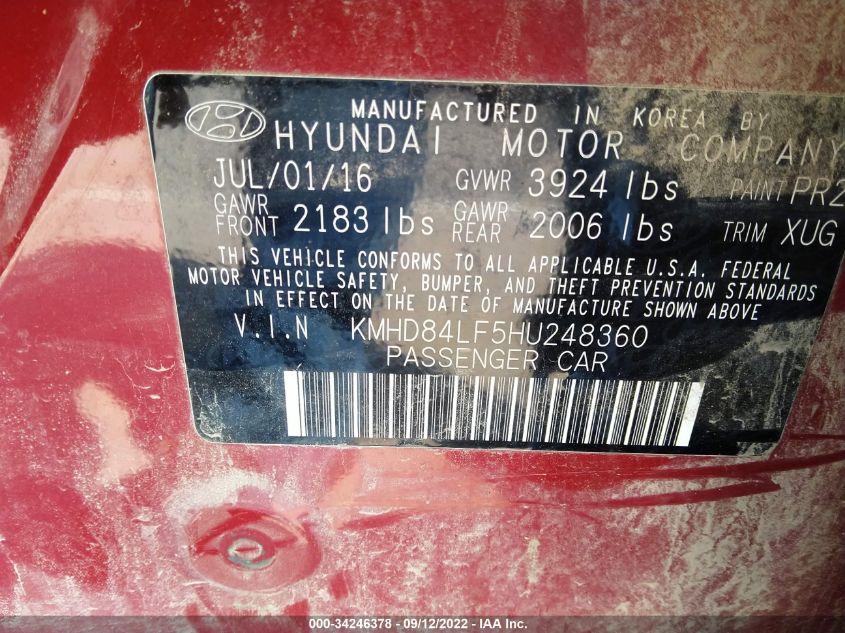 MANUFACTURED IN KOREA BY
HYUNDAI MOTOR COMPANY
JUL/01/16 GVWR 3924 lbs PAINT PR2
GAWR FRONT 2183 lbs GAWR REAR 2006 lbs TRIM XUG
THIS VEHICLE CONFORMS TO ALL APPLICABLE U.S.A. FEDERAL
MOTOR VEHICLE SAFETY, BUMPER, AND THEFT PREVENTION STANDARDS
IN EFFECT ON THE DATE OF MANUFACTURE SHOWN ABOVE
V.I.N KMHD84LF5HU248360
PASSENGER CAR
000-34246378 - 09/12/2022 - IAA Inc.